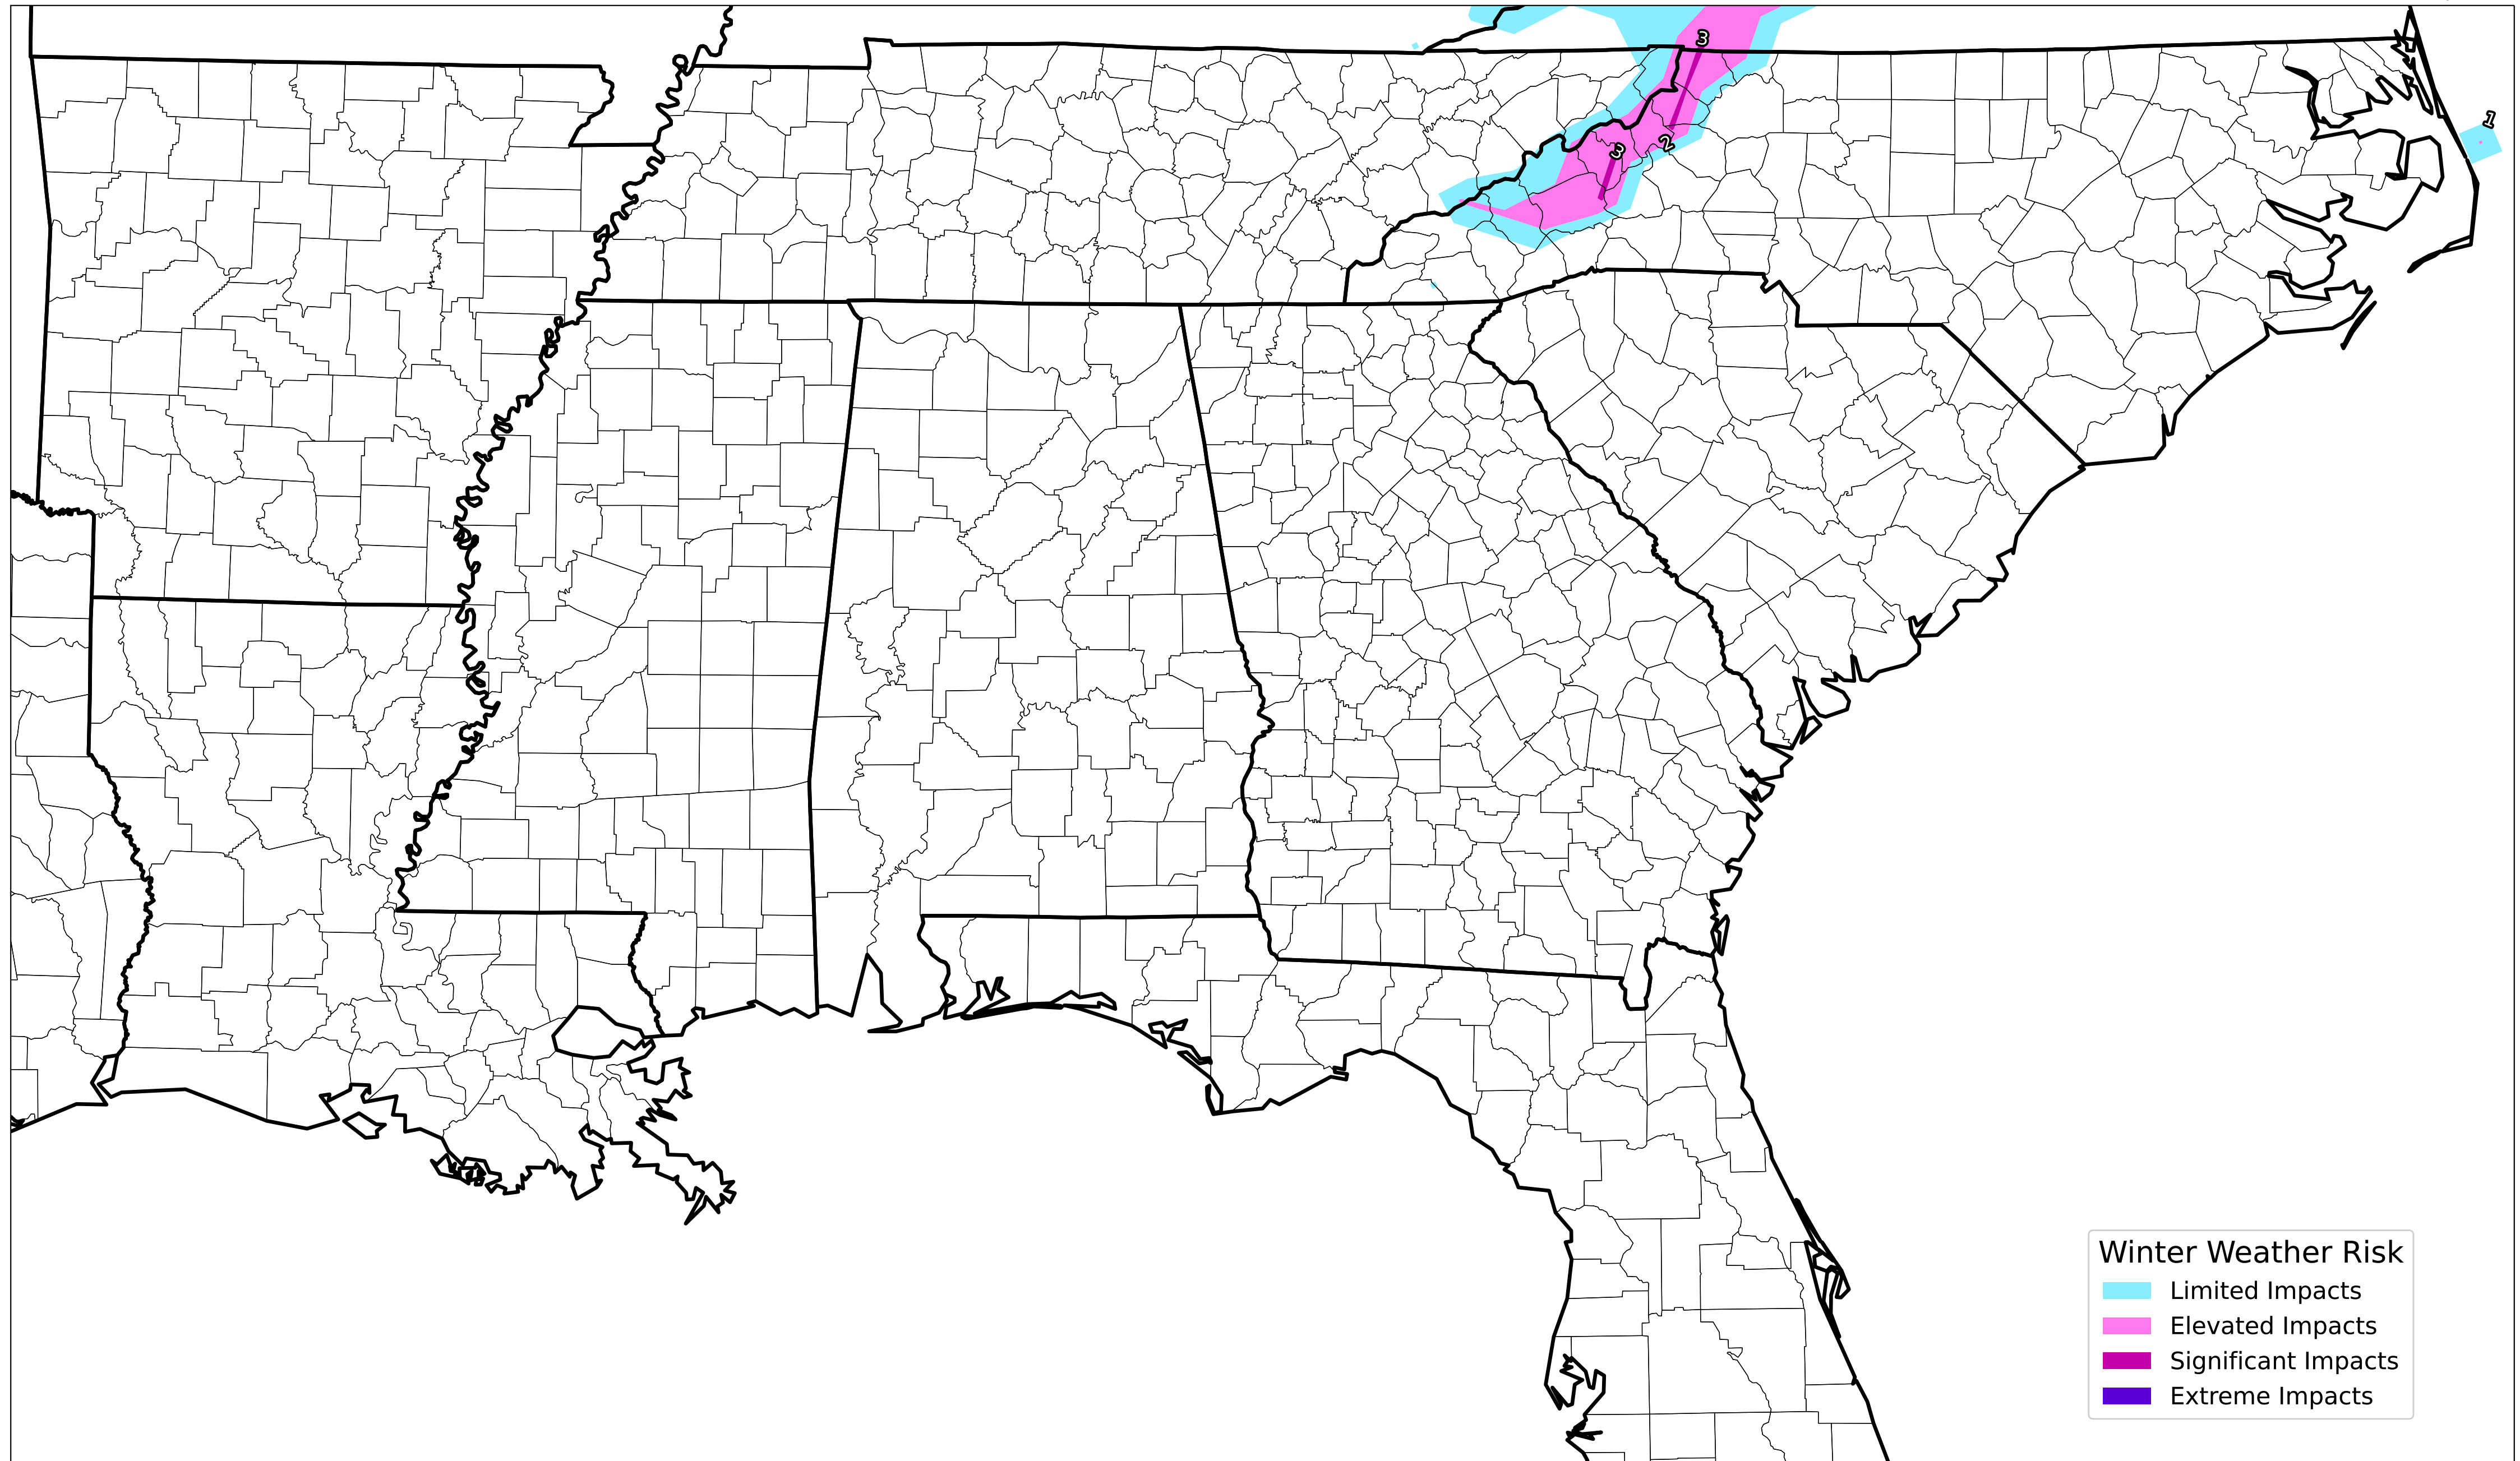 3
1
2
3
Winter Weather Risk
Limited Impacts
Elevated Impacts
Significant Impacts
Extreme Impacts